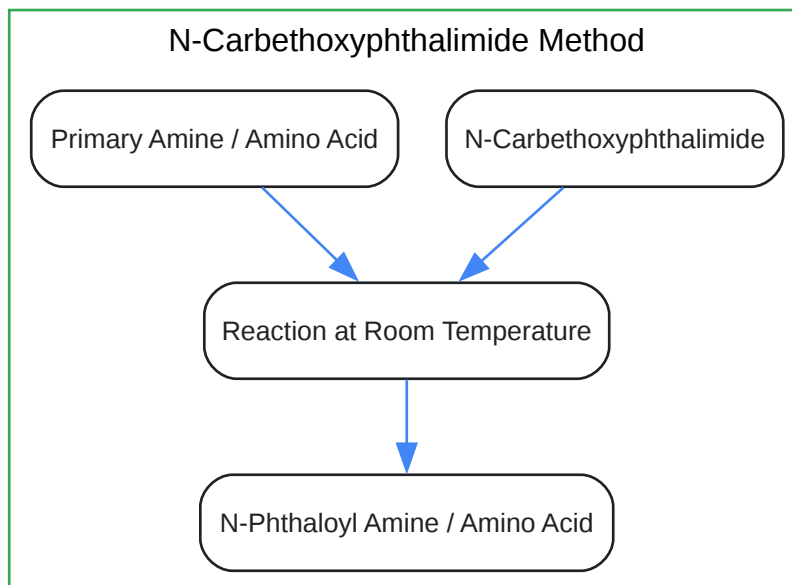 N-Carbethoxyphthalimide Method
Primary Amine / Amino Acid
N-Carbethoxyphthalimide
Reaction at Room Temperature
N-Phthaloyl Amine / Amino Acid